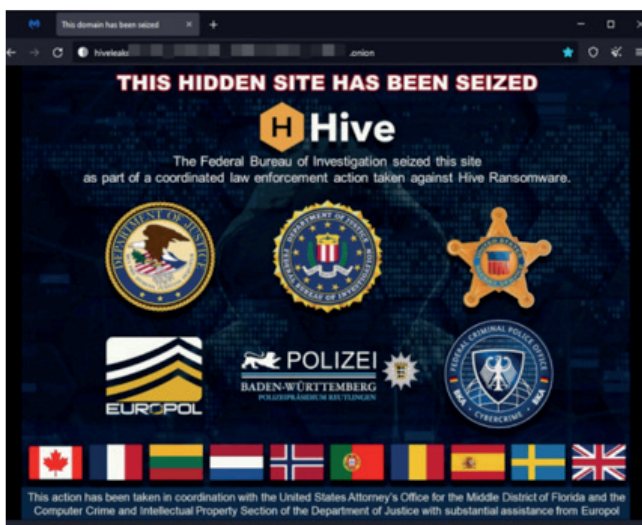 This domain has been seized
hiveleaks
.onion
THIS HIDDEN SITE HAS BEEN SEIZED
H Hive
The Federal Bureau of Investigation seized this site
as part of a coordinated law enforcement action taken against Hive Ransomware.
DEPARTMENT OF JUSTICE
DEPARTMENT OF JUSTICE
FEDERAL BUREAU OF INVESTIGATION
UNITED STATES
EUROPOL
POLIZEI
BADEN-WÜRTTEMBERG
POLIZEIPRÄSIDIUM REUTLINGEN
FEDERAL CRIMINAL POLICE OFFICE
BKA
BKA
CYBERCRIME
This action has been taken in coordination with the United States Attorney's Office for the Middle District of Florida and the
Computer Crime and Intellectual Property Section of the Department of Justice with substantial assistance from Europol